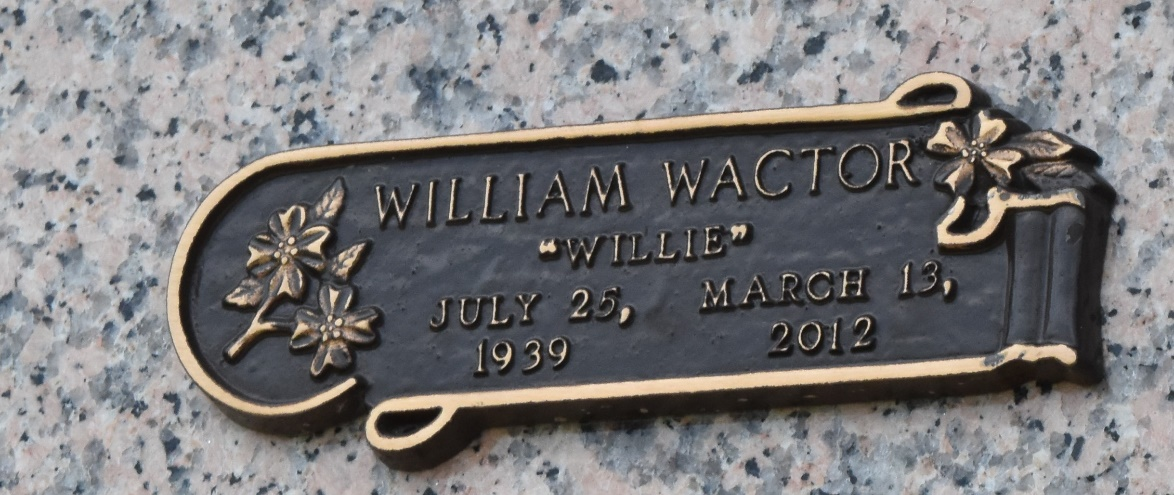 WILLIAM WACTOR
"WILLIE"
JULY 25, MARCH 13,
1939 2012